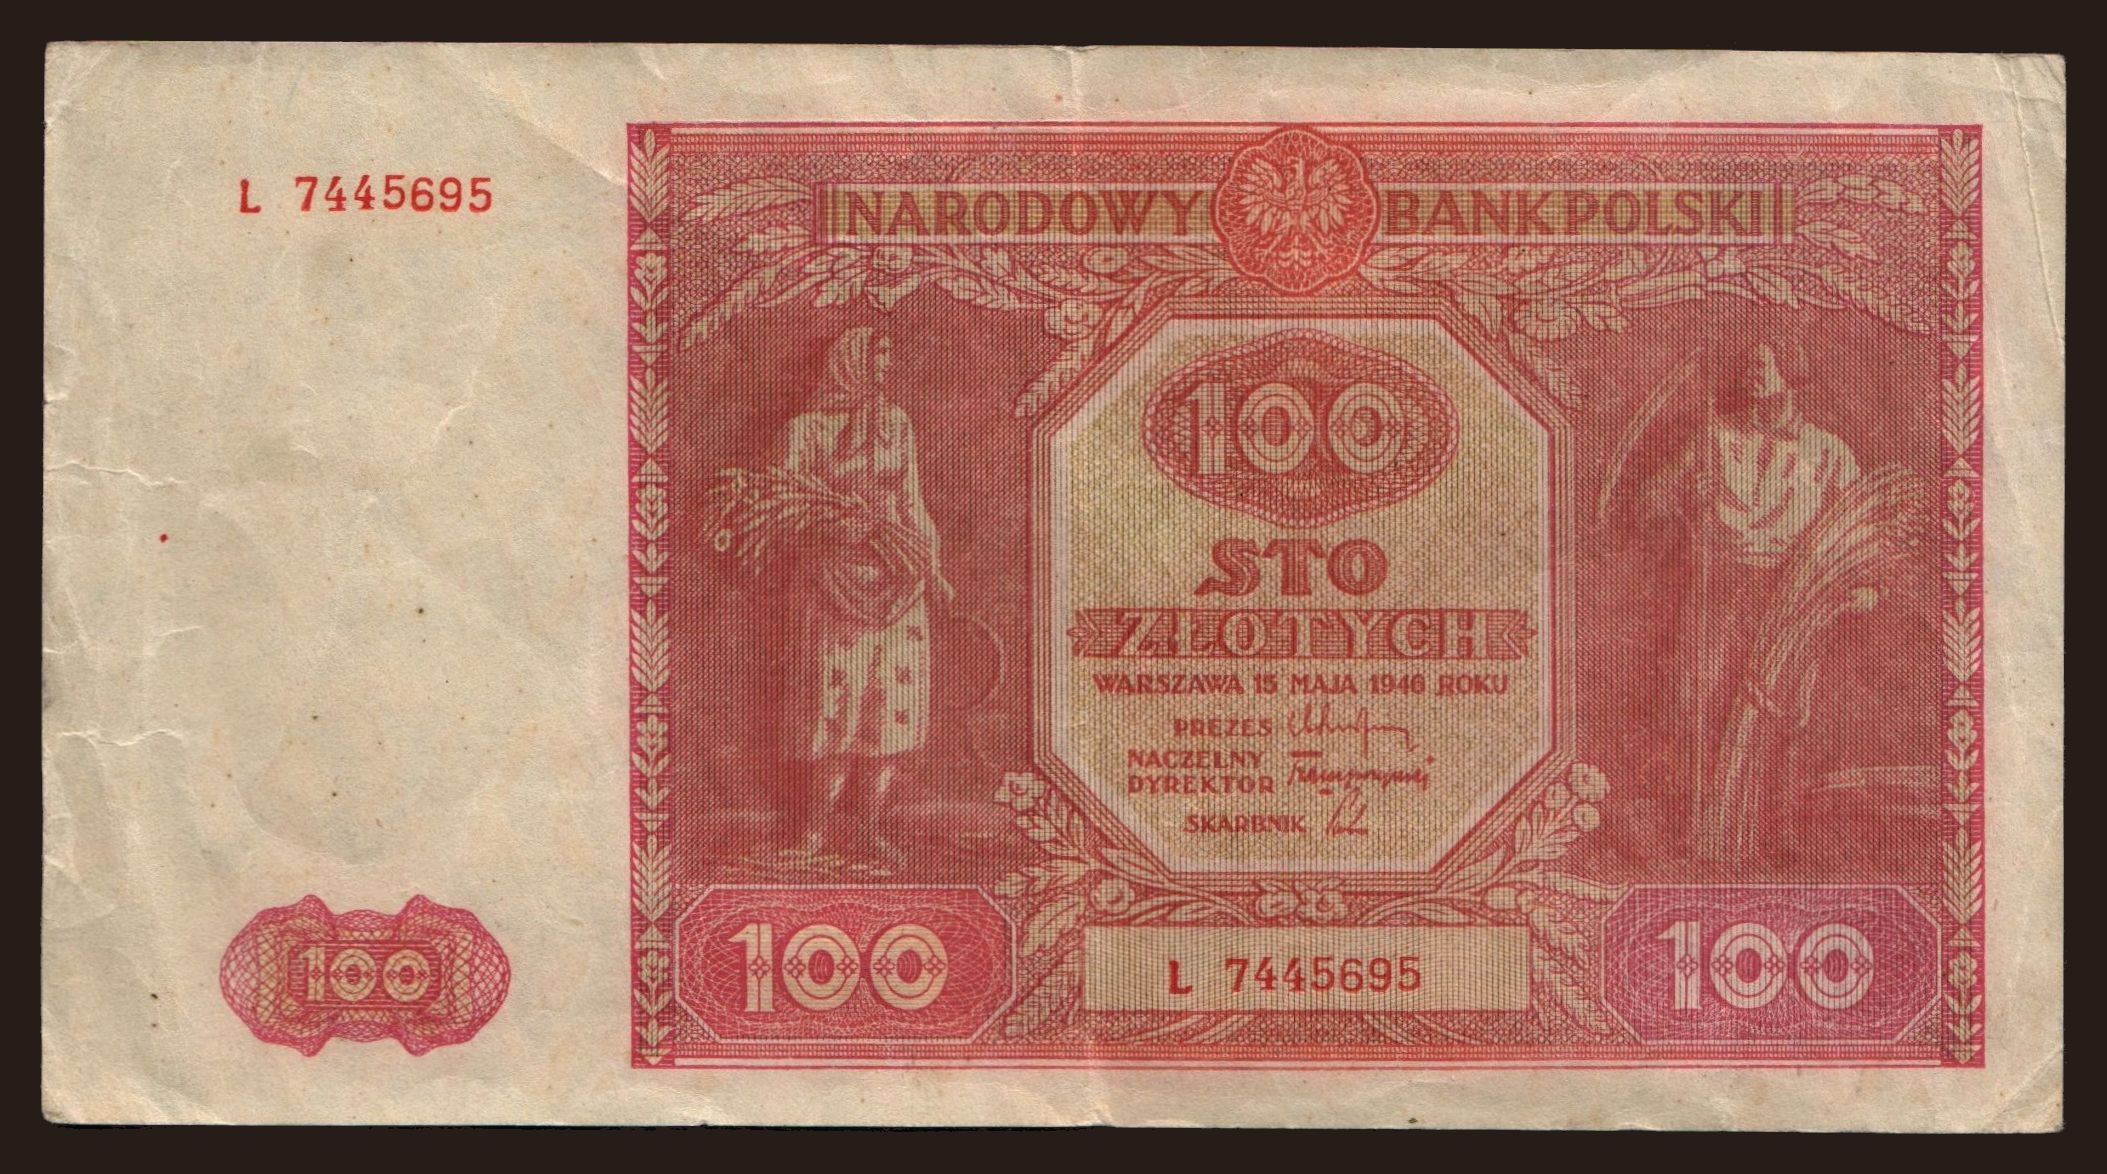 L 7445695
NARODOWY BANK POLSKI
100
STO
ZŁOTYCH
WARSZAWA 15 MAJA 1946 ROKU
PREZES
NACZELNY
DYREKTOR
SKARBNIK
100
100
L 7445695
100